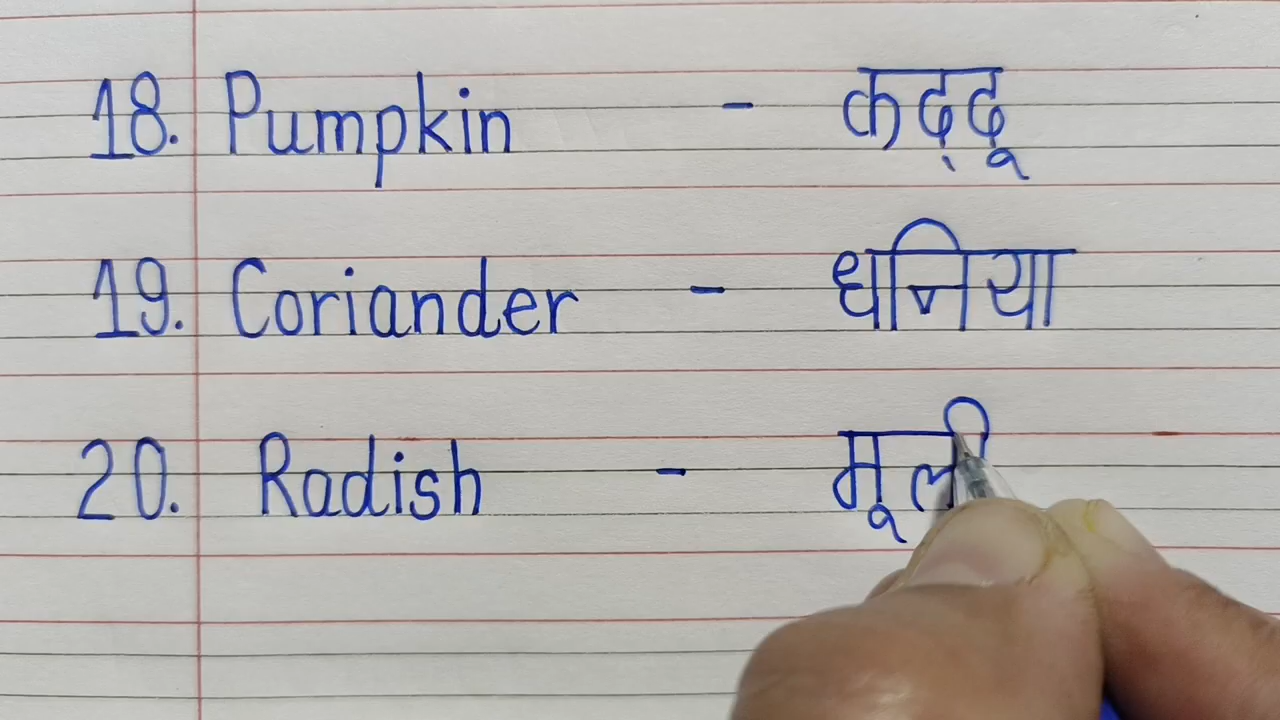 18. Pumpkin - कद्दू
19. Coriander - धनिया
20. Radish - मूली